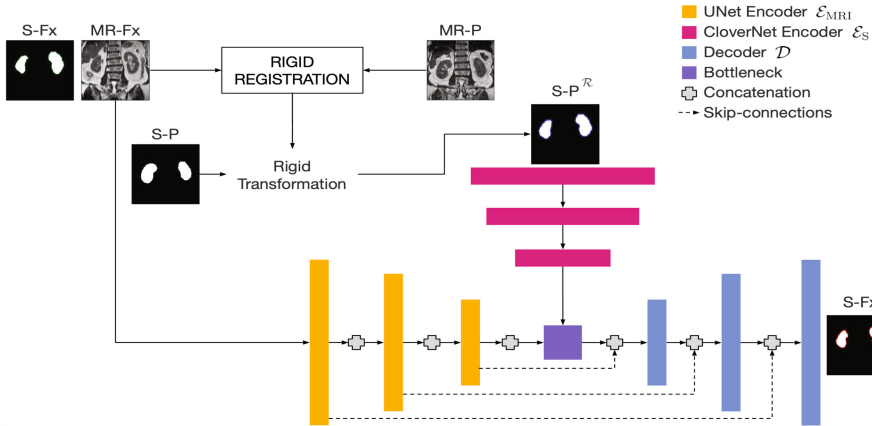 S-Fx
MR-Fx
MR-P
RIGID
REGISTRATION
UNet Encoder ℰ_MRI
CloverNet Encoder ℰ_S
Decoder 𝒟
Bottleneck
Concatenation
Skip-connections
S-P^ℛ
S-P
Rigid
Transformation
S-Fx